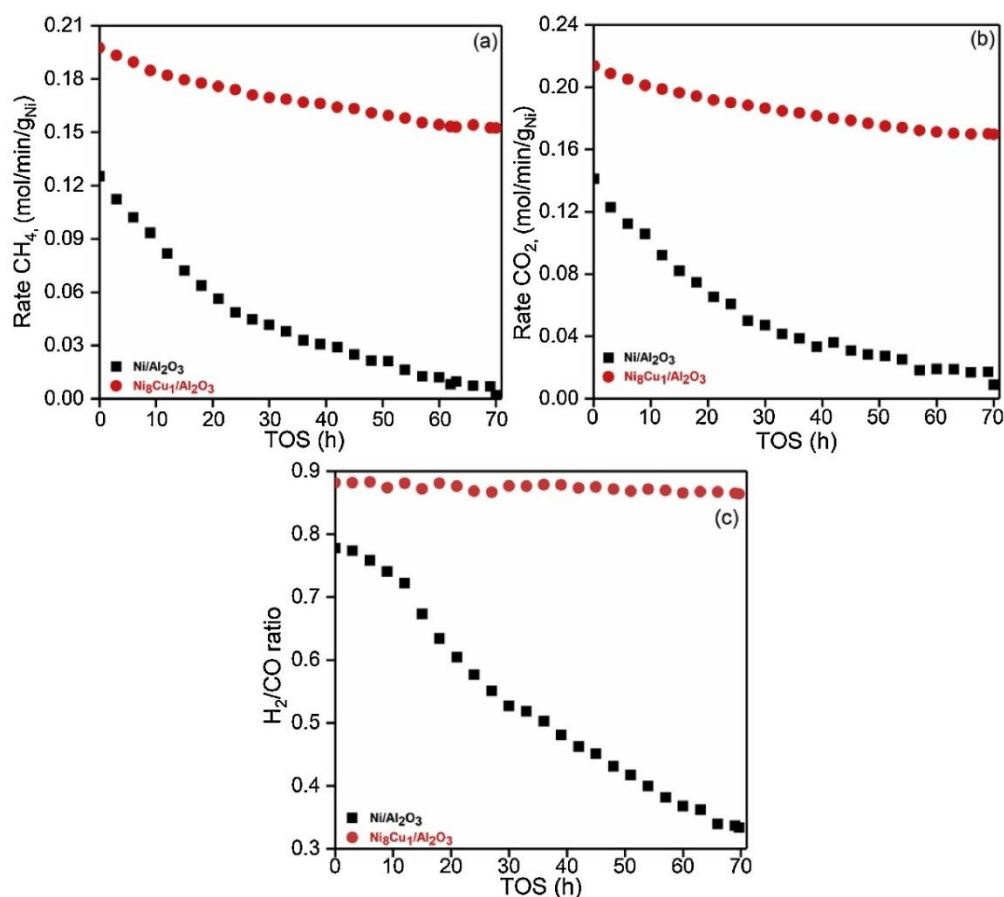 (a)
Rate CH₄, (mol/min/gNi)
0.21
0.18
0.15
0.12
0.09
0.06
0.03
0.00
Ni/Al₂O₃
Ni₈Cu₁/Al₂O₃
0 10 20 30 40 50 60 70
TOS (h)
(b)
Rate CO₂, (mol/min/gNi)
0.24
0.20
0.16
0.12
0.08
0.04
0.00
Ni/Al₂O₃
Ni₈Cu₁/Al₂O₃
0 10 20 30 40 50 60 70
TOS (h)
(c)
H₂/CO ratio
0.9
0.8
0.7
0.6
0.5
0.4
0.3
Ni/Al₂O₃
Ni₈Cu₁/Al₂O₃
0 10 20 30 40 50 60 70
TOS (h)